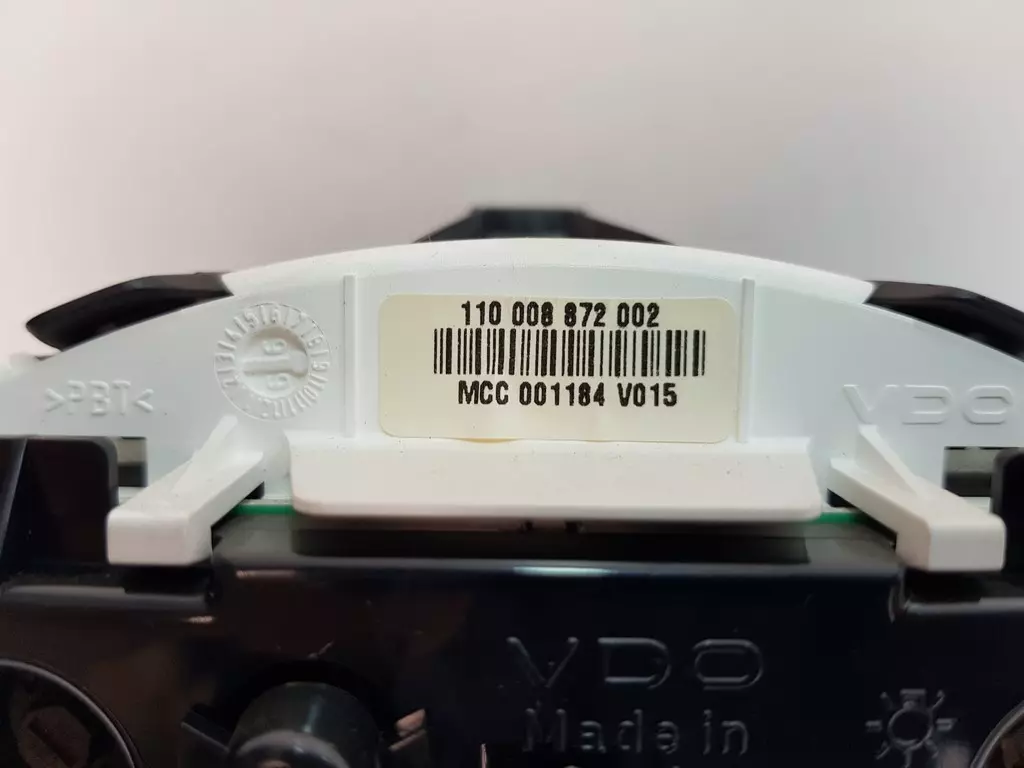 110 008 872 002
MCC 001184 V015
>PBT<
VDO
VDO
Made in